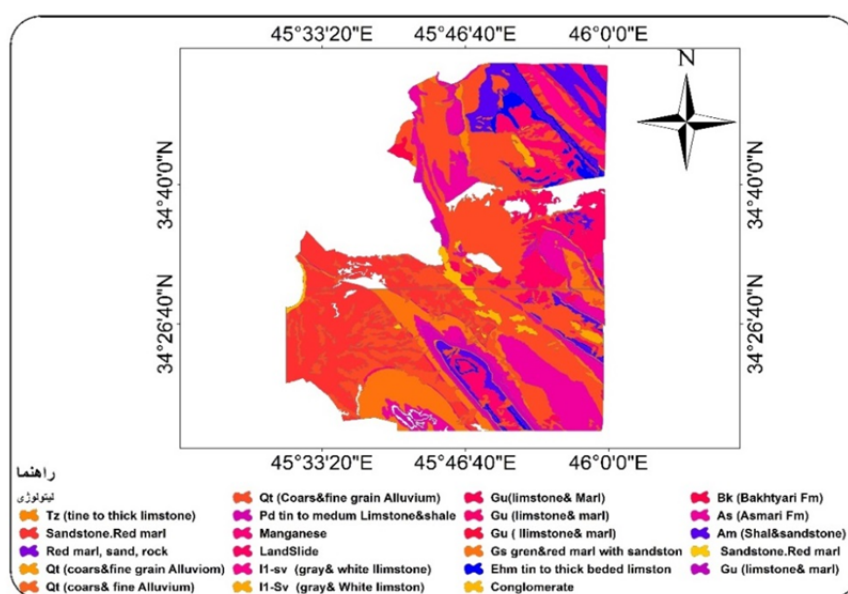 45°33'20"E 45°46'40"E 46°0'0"E
N
34°40'0"N 34°40'0"N
34°26'40"N 34°26'40"N
45°33'20"E 45°46'40"E 46°0'0"E
راهنما
لیتولوژی
Tz (tine to thick limstone)
Sandstone.Red marl
Red marl, sand, rock
Qt (coars&fine grain Alluviom)
Qt (coars& fine Alluvium)
Qt (Coars&fine grain Alluvium)
Pd tin to medum Limstone&shale
Manganese
LandSlide
l1-sv (gray& white llimstone)
l1-Sv (gray& White limston)
Gu(limstone& Marl)
Gu (limstone& marl)
Gu ( llimstone& marl)
Gs gren&red marl with sandston
Ehm tin to thick beded limston
Conglomerate
Bk (Bakhtyari Fm)
As (Asmari Fm)
Am (Shal&sandstone)
Sandstone.Red marl
Gu (limstone& marl)